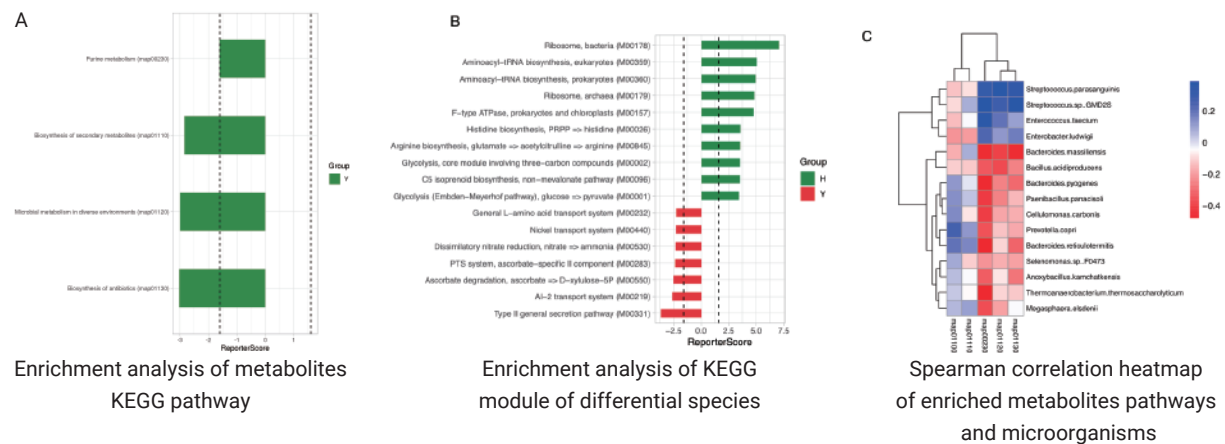 A
Purine metabolism (map00230)
Biosynthesis of secondary metabolites (map01110)
Microbial metabolism in diverse environments (map01120)
Biosynthesis of antibiotics (map01130)
-3 -2 -1 0 1
ReporterScore
Group
Y
Enrichment analysis of metabolites
KEGG pathway
B
Ribosome, bacteria (M00178)
Aminoacyl-tRNA biosynthesis, eukaryotes (M00359)
Aminoacyl-tRNA biosynthesis, prokaryotes (M00360)
Ribosome, archaea (M00179)
F-type ATPase, prokaryotes and chloroplasts (M00157)
Histidine biosynthesis, PRPP => histidine (M00026)
Arginine biosynthesis, glutamate => acetylcitrulline => arginine (M00845)
Glycolysis, core module involving three-carbon compounds (M00002)
C5 isoprenoid biosynthesis, non-mevalonate pathway (M00096)
Glycolysis (Embden-Meyerhof pathway), glucose => pyruvate (M00001)
General L-amino acid transport system (M00232)
Nickel transport system (M00440)
Dissimilatory nitrate reduction, nitrate => ammonia (M00530)
PTS system, ascorbate-specific II component (M00283)
Ascorbate degradation, ascorbate => D-xylulose-5P (M00550)
AI-2 transport system (M00219)
Type II general secretion pathway (M00331)
-2.5 0.0 2.5 5.0 7.5
ReporterScore
Group
H
Y
Enrichment analysis of KEGG
module of differential species
C
Streptococcus.parasanguinis
Streptococcus.sp..GMD2S
Enterococcus.faecium
Enterobacter.ludwigii
Bacteroides.massiliensis
Bacillus.acidiproducens
Bacteroides.pyogenes
Paenibacillus.panacisoli
Cellulomonas.carbonis
Prevotella.copri
Bacteroides.reticulotermitis
Selenomonas.sp..F0473
Anoxybacillus.kamchatkensis
Thermoanaerobacterium.thermosaccharolyticum
Megasphaera.elsdenii
map01100
map01110
map00230
map01120
map01130
0.2
0
-0.2
-0.4
Spearman correlation heatmap
of enriched metabolites pathways
and microorganisms